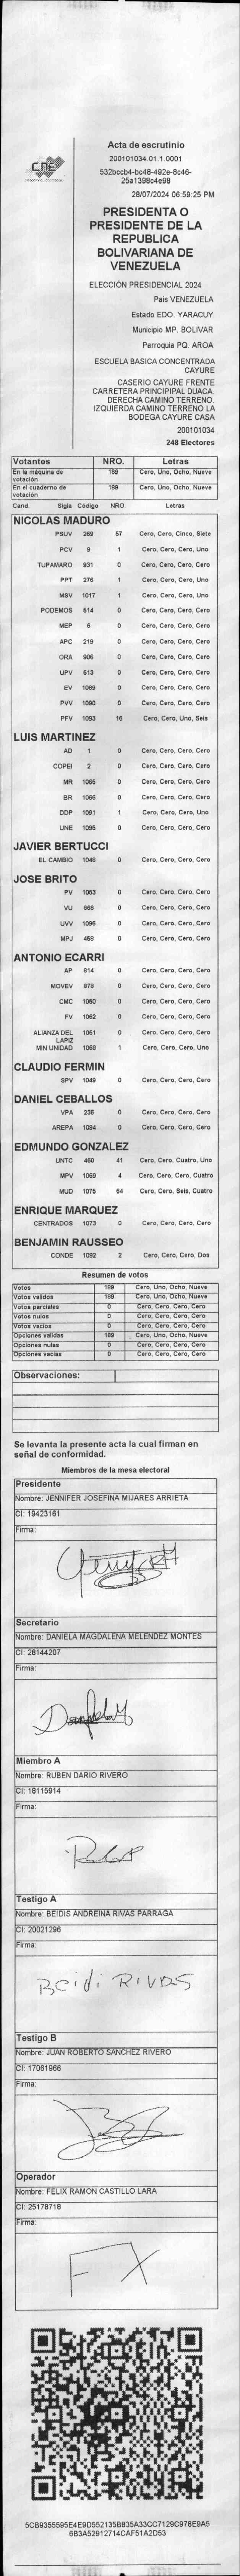 CNE
Acta de escrutinio
200101034.01.1.0001
532bccb4-bc48-492e-8c46-
25a1398c4e98
28/07/2024 06:59:25 PM
PRESIDENTA O
PRESIDENTE DE LA
REPUBLICA
BOLIVARIANA DE
VENEZUELA
ELECCIÓN PRESIDENCIAL 2024
Pais VENEZUELA
Estado EDO. YARACUY
Municipio MP. BOLIVAR
Parroquia PQ. AROA
ESCUELA BASICA CONCENTRADA
CAYURE
CASERIO CAYURE FRENTE
CARRETERA PRINCIPIPAL DUACA.
DERECHA CAMINO TERRENO.
IZQUIERDA CAMINO TERRENO LA
BODEGA CAYURE CASA
200101034
248 Electores
Votantes NRO. Letras
En la máquina de votación 189 Cero, Uno, Ocho, Nueve
En el cuaderno de votación 189 Cero, Uno, Ocho, Nueve
Cand. Sigla Código NRO. Letras
NICOLAS MADURO
PSUV 269 57 Cero, Cero, Cinco, Siete
PCV 9 1 Cero, Cero, Cero, Uno
TUPAMARO 931 0 Cero, Cero, Cero, Cero
PPT 276 1 Cero, Cero, Cero, Uno
MSV 1017 1 Cero, Cero, Cero, Uno
PODEMOS 514 0 Cero, Cero, Cero, Cero
MEP 6 0 Cero, Cero, Cero, Cero
APC 219 0 Cero, Cero, Cero, Cero
ORA 906 0 Cero, Cero, Cero, Cero
UPV 513 0 Cero, Cero, Cero, Cero
EV 1089 0 Cero, Cero, Cero, Cero
PVV 1090 0 Cero, Cero, Cero, Cero
PFV 1093 16 Cero, Cero, Uno, Seis
LUIS MARTINEZ
AD 1 0 Cero, Cero, Cero, Cero
COPEI 2 0 Cero, Cero, Cero, Cero
MR 1065 0 Cero, Cero, Cero, Cero
BR 1066 0 Cero, Cero, Cero, Cero
DDP 1091 1 Cero, Cero, Cero, Uno
UNE 1095 0 Cero, Cero, Cero, Cero
JAVIER BERTUCCI
EL CAMBIO 1046 0 Cero, Cero, Cero, Cero
JOSE BRITO
PV 1053 0 Cero, Cero, Cero, Cero
VU 868 0 Cero, Cero, Cero, Cero
UVV 1096 0 Cero, Cero, Cero, Cero
MPJ 458 0 Cero, Cero, Cero, Cero
ANTONIO ECARRI
AP 814 0 Cero, Cero, Cero, Cero
MOVEV 879 0 Cero, Cero, Cero, Cero
CMC 1050 0 Cero, Cero, Cero, Cero
FV 1062 0 Cero, Cero, Cero, Cero
ALIANZA DEL LAPIZ 1051 0 Cero, Cero, Cero, Cero
MIN UNIDAD 1068 1 Cero, Cero, Cero, Uno
CLAUDIO FERMIN
SPV 1049 0 Cero, Cero, Cero, Cero
DANIEL CEBALLOS
VPA 236 0 Cero, Cero, Cero, Cero
AREPA 1094 0 Cero, Cero, Cero, Cero
EDMUNDO GONZALEZ
UNTC 460 41 Cero, Cero, Cuatro, Uno
MPV 1069 4 Cero, Cero, Cero, Cuatro
MUD 1075 64 Cero, Cero, Seis, Cuatro
ENRIQUE MARQUEZ
CENTRADOS 1073 0 Cero, Cero, Cero, Cero
BENJAMIN RAUSSEO
CONDE 1092 2 Cero, Cero, Cero, Dos
Resumen de votos
Votos 189 Cero, Uno, Ocho, Nueve
Votos validos 189 Cero, Uno, Ocho, Nueve
Votos parciales 0 Cero, Cero, Cero, Cero
Votos nulos 0 Cero, Cero, Cero, Cero
Votos vacios 0 Cero, Cero, Cero, Cero
Opciones validas 189 Cero, Uno, Ocho, Nueve
Opciones nulas 0 Cero, Cero, Cero, Cero
Opciones vacias 0 Cero, Cero, Cero, Cero
Observaciones:
Se levanta la presente acta la cual firman en
señal de conformidad.
Miembros de la mesa electoral
Presidente
Nombre: JENNIFER JOSEFINA MIJARES ARRIETA
CI: 19423161
Firma:
Secretario
Nombre: DANIELA MAGDALENA MELENDEZ MONTES
CI: 28144207
Firma:
Miembro A
Nombre: RUBEN DARIO RIVERO
CI: 16115914
Firma:
Testigo A
Nombre: BEIDIS ANDREINA RIVAS PARRAGA
CI: 20021296
Firma:
Beidi RIVAS
Testigo B
Nombre: JUAN ROBERTO SANCHEZ RIVERO
CI: 17061966
Firma:
Operador
Nombre: FELIX RAMON CASTILLO LARA
CI: 25178718
Firma:
FX
5CB9355595E4E9D552135B835A33CC7129C978E9A5
6B3A52912714CAF51A2D53